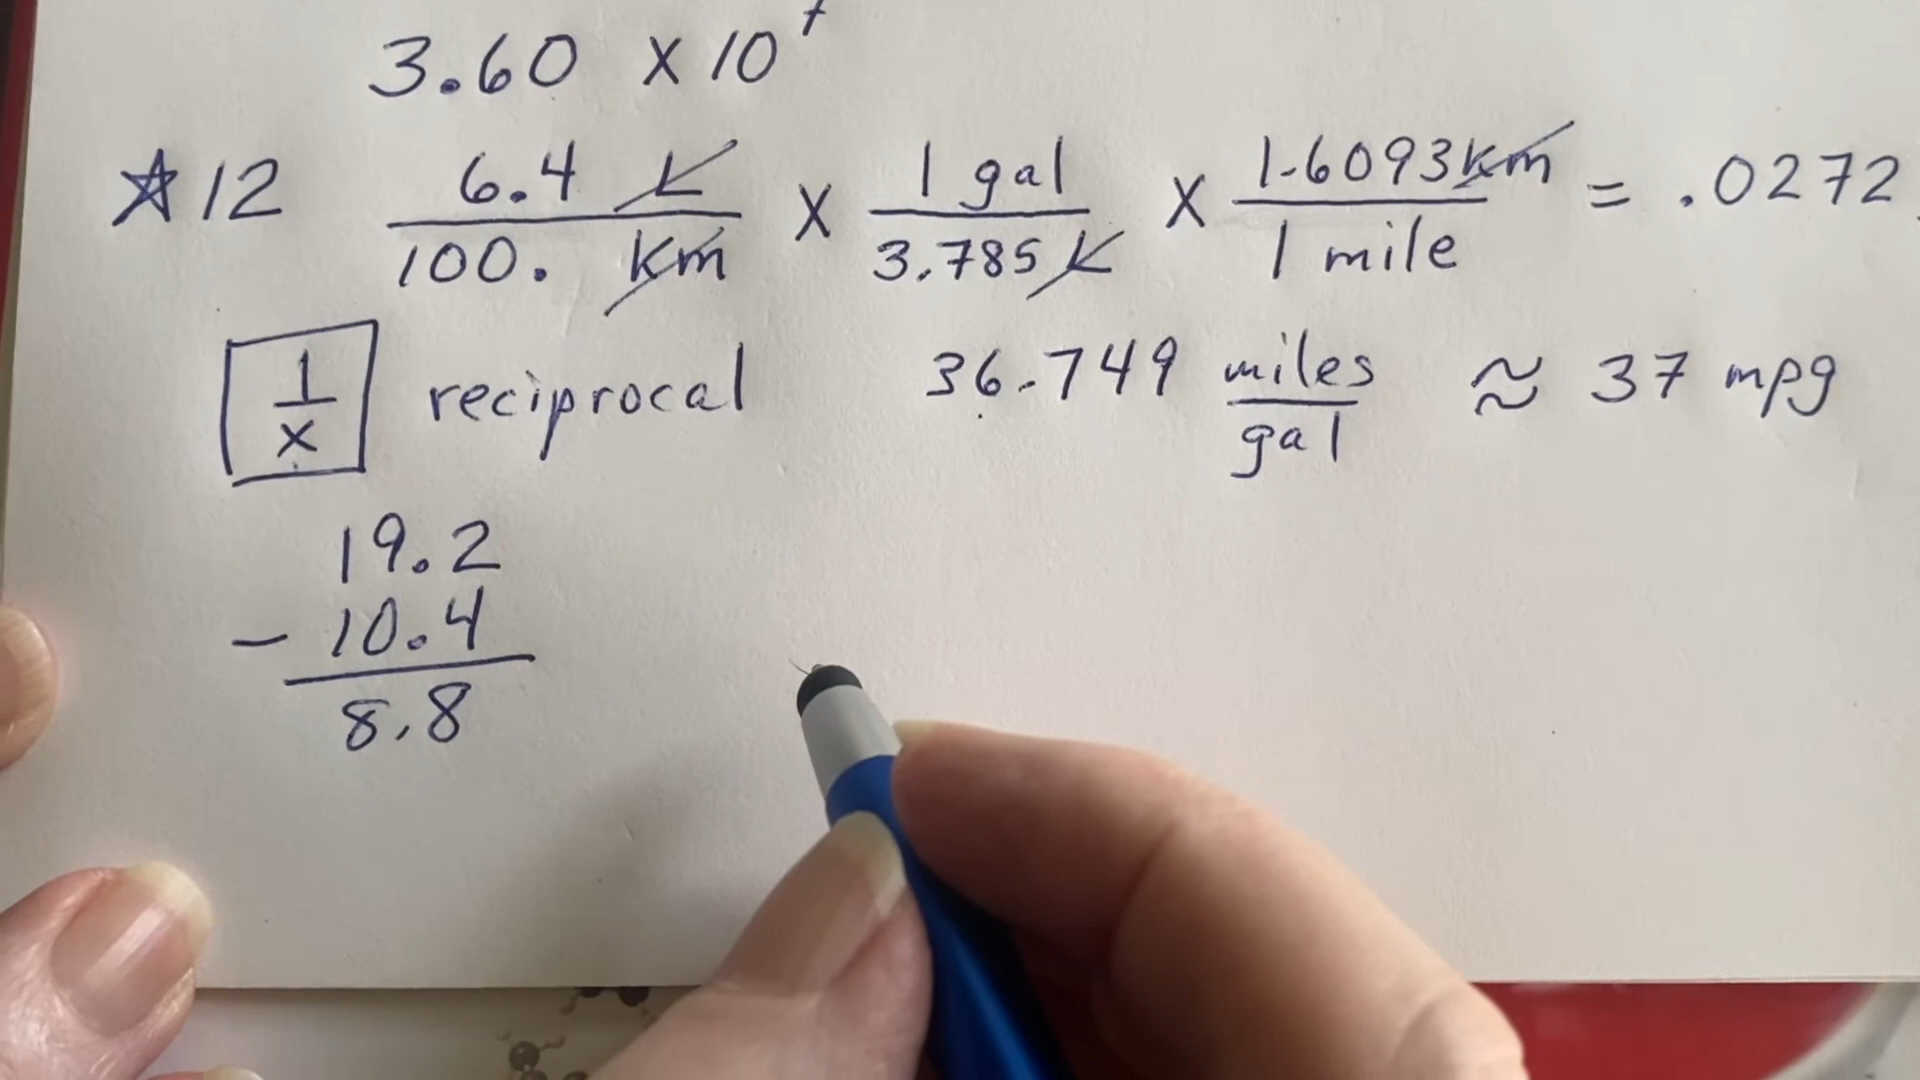 3.60 x 10⁷
☆12 6.4 L/100. km x 1 gal/3.785 L x 1.6093 km/1 mile = .0272
1/x reciprocal 36.749 miles/gal ≈ 37 mpg
19.2
- 10.4
8.8